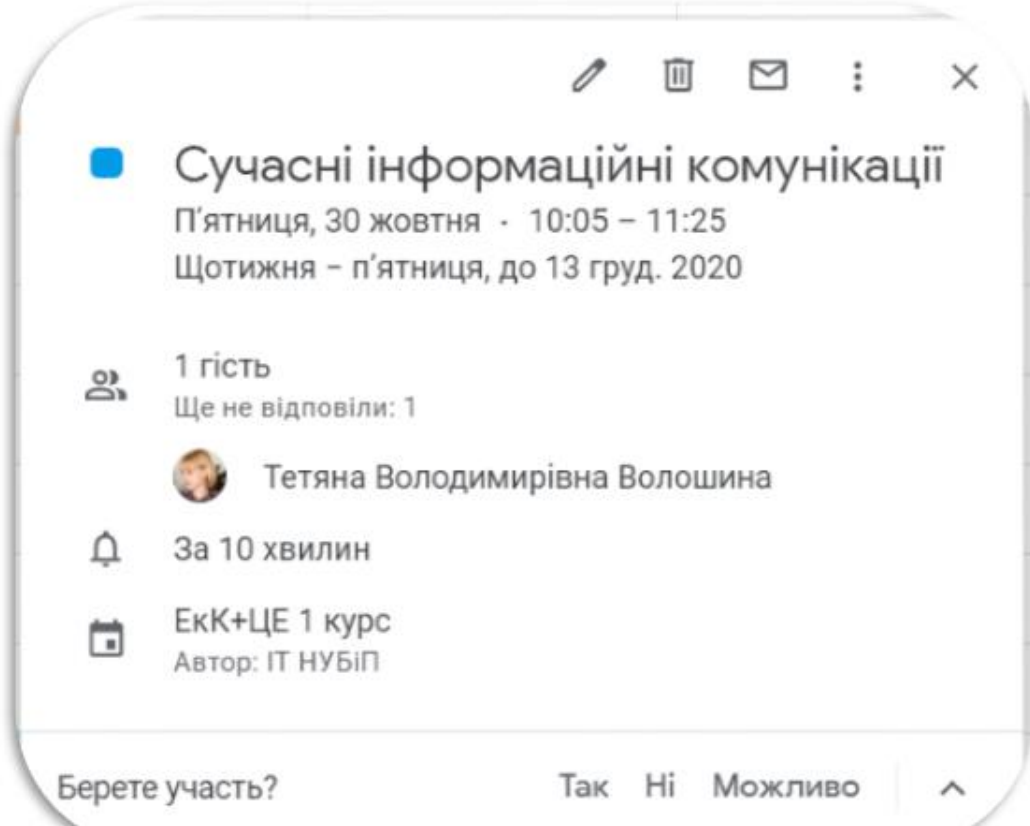 Сучасні інформаційні комунікації
П'ятниця, 30 жовтня · 10:05 – 11:25
Щотижня – п'ятниця, до 13 груд. 2020
1 гість
Ще не відповіли: 1
Тетяна Володимирівна Волошина
За 10 хвилин
ЕкК+ЦЕ 1 курс
Автор: ІТ НУБіП
Берете участь? Так Ні Можливо